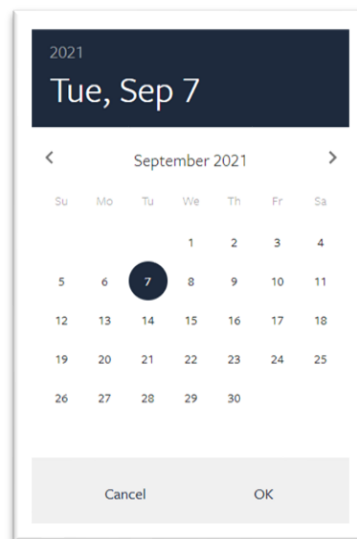 2021
Tue, Sep 7
September 2021
Su Mo Tu We Th Fr Sa
1 2 3 4
5 6 7 8 9 10 11
12 13 14 15 16 17 18
19 20 21 22 23 24 25
26 27 28 29 30
Cancel OK